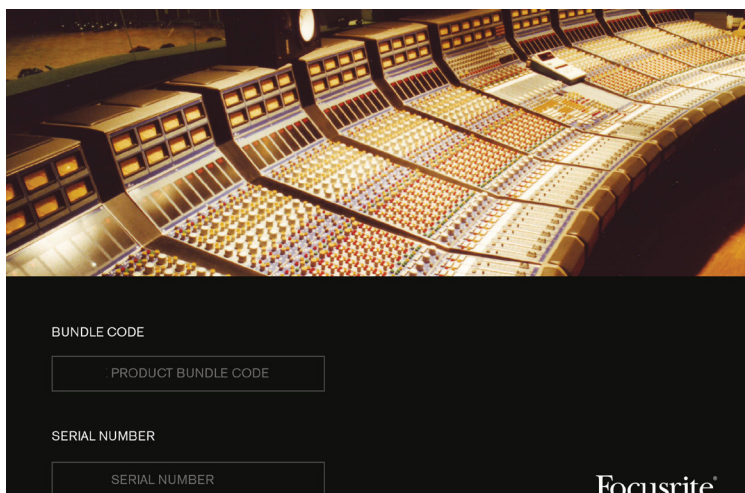 BUNDLE CODE
PRODUCT BUNDLE CODE
SERIAL NUMBER
SERIAL NUMBER
Focusrite®